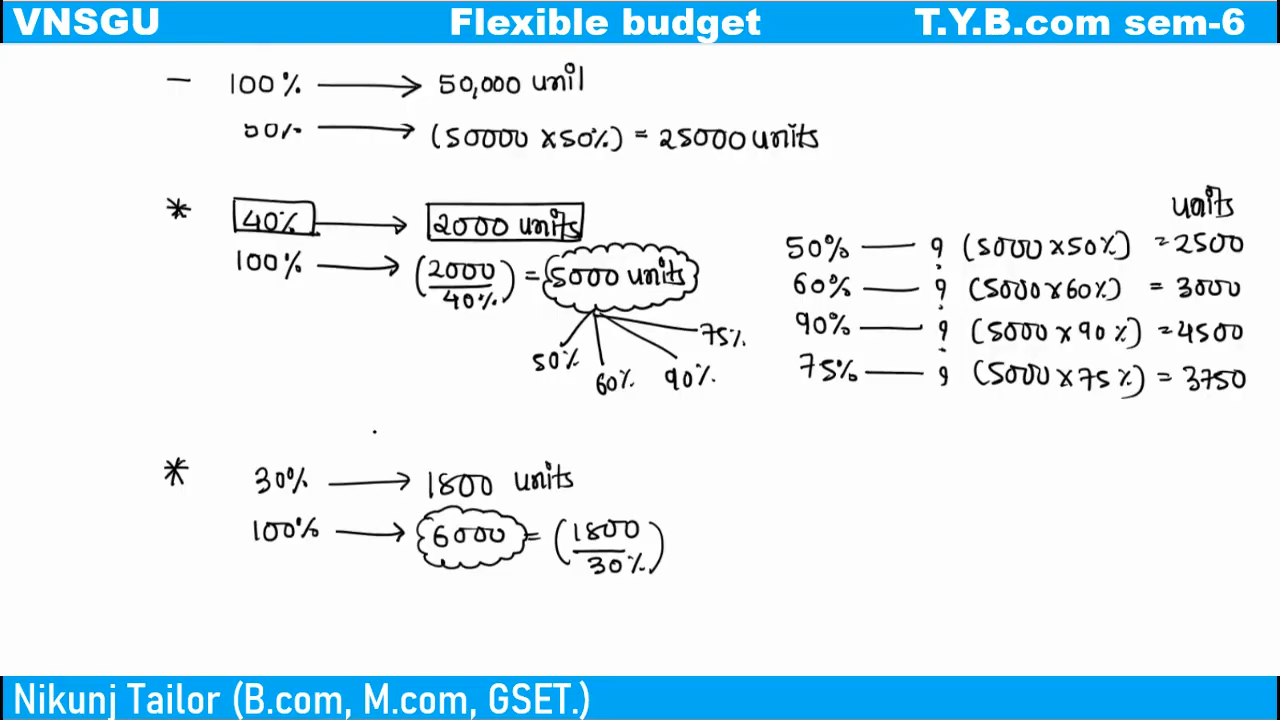 VNSGU Flexible budget T.Y.B.com sem-6
– 100% → 50,000 unit
50% → (50000 x50%) = 25000 units
* 40% → 2000 units
100% → (2000/40%) = 5000 units
50% 60% 90% 75%
units
50% — ? (5000 x 50%) = 2500
60% — ? (5000 x 60%) = 3000
90% — ? (5000 x 90%) = 4500
75% — ? (5000 x 75%) = 3750
* 30% → 1800 units
100% → 6000 = (1800/30%)
Nikunj Tailor (B.com, M.com, GSET.)